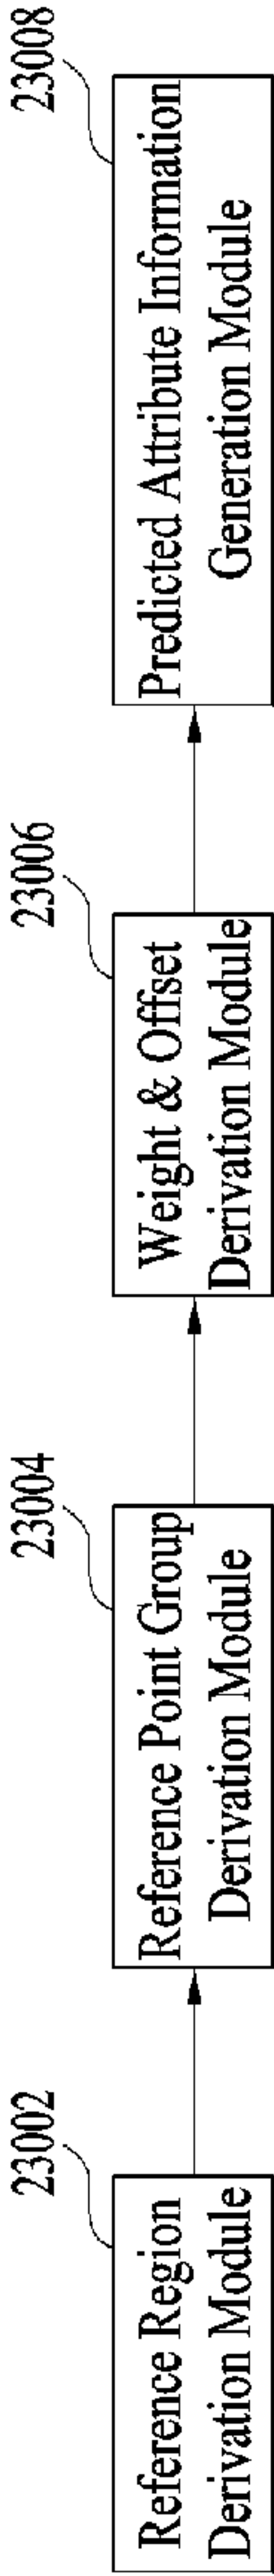 23002
Reference Region
Derivation Module
23004
Reference Point Group
Derivation Module
23006
Weight & Offset
Derivation Module
23008
Predicted Attribute Information
Generation Module